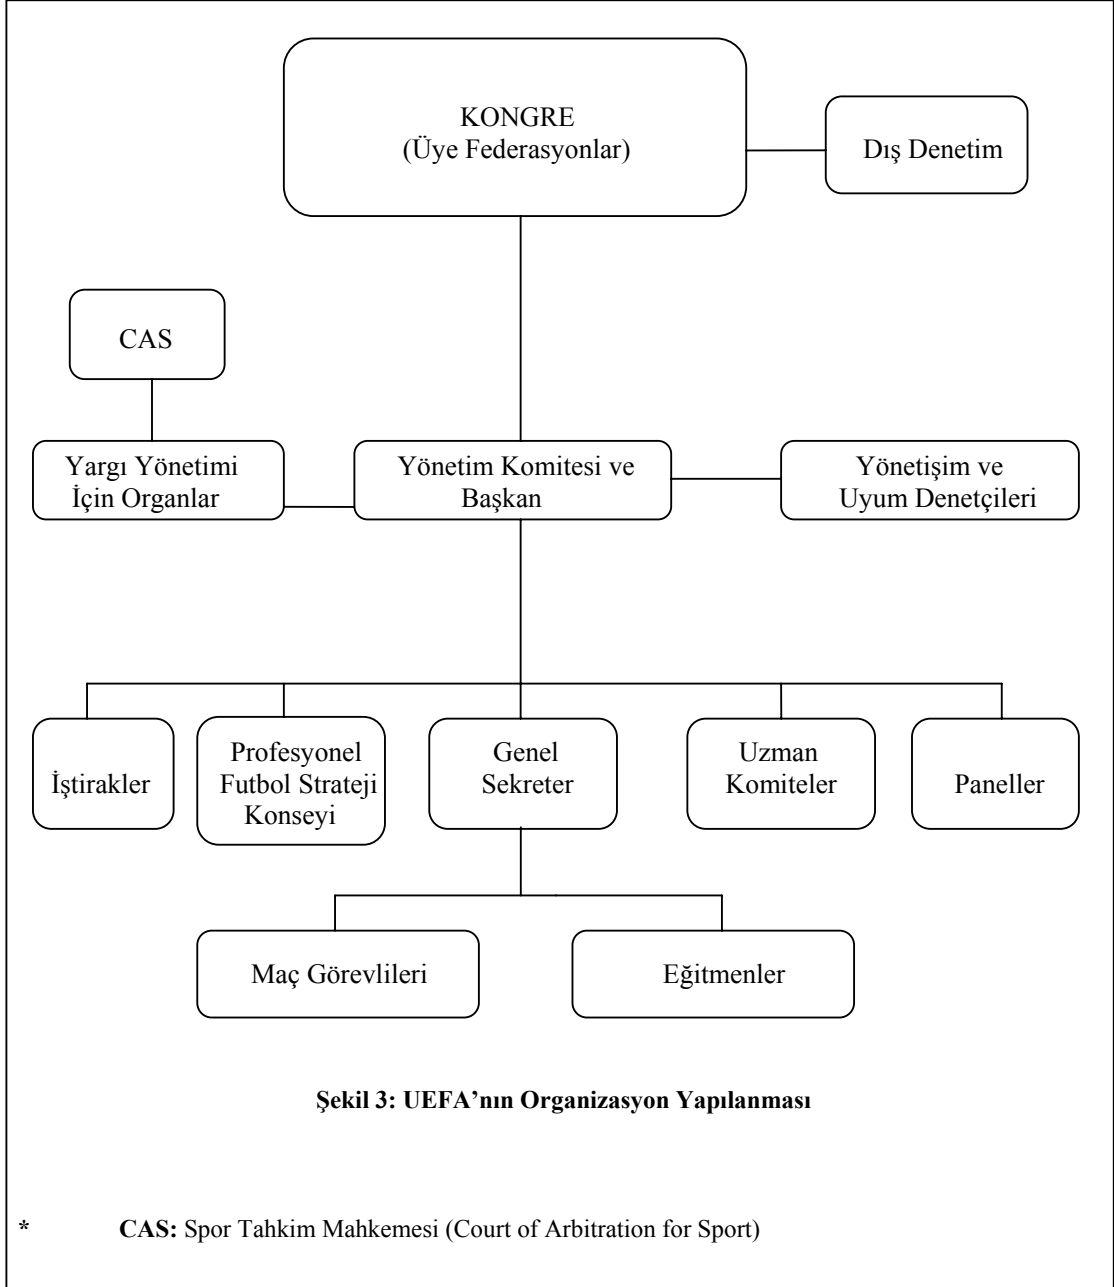 KONGRE
(Üye Federasyonlar)
Dış Denetim
CAS
Yargı Yönetimi
İçin Organlar
Yönetim Komitesi ve
Başkan
Yönetişim ve
Uyum Denetçileri
İştirakler
Profesyonel
Futbol Strateji
Konseyi
Genel
Sekreter
Uzman
Komiteler
Paneller
Maç Görevlileri
Eğitmenler
Şekil 3: UEFA’nın Organizasyon Yapılanması
* CAS: Spor Tahkim Mahkemesi (Court of Arbitration for Sport)